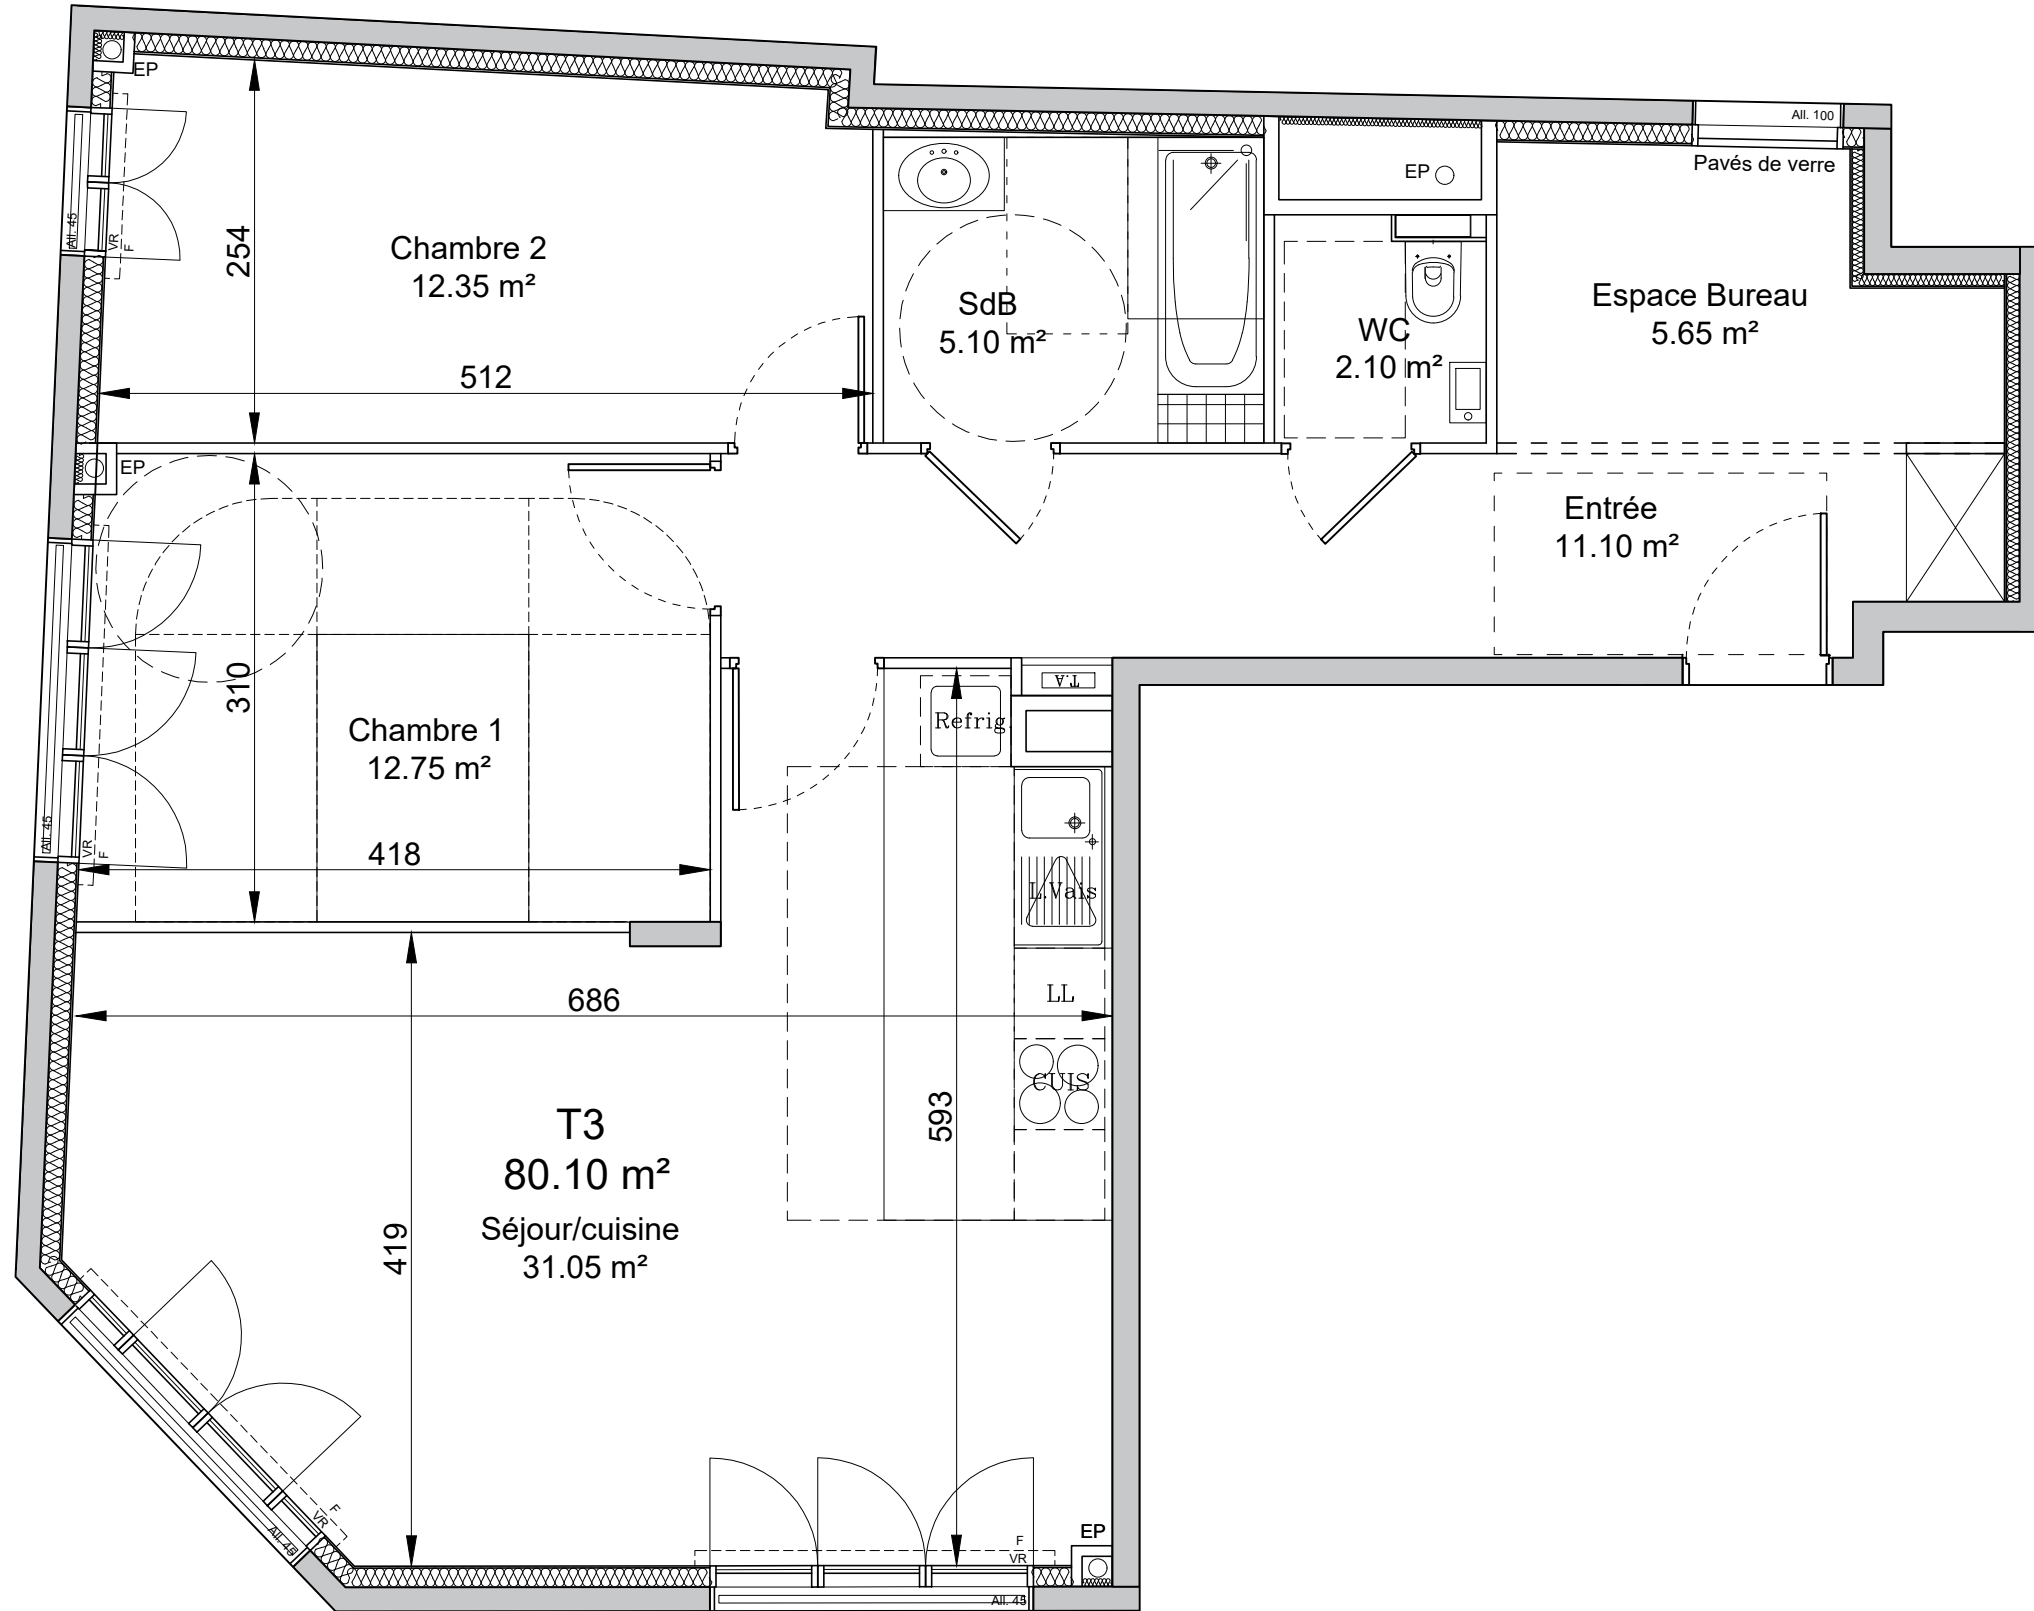 EP
All. 100
Pavés de verre
All. 45
VR
F
254
Chambre 2
12.35 m²
512
SdB
5.10 m²
EP
WC
2.10 m²
Espace Bureau
5.65 m²
EP
Entrée
11.10 m²
310
Chambre 1
12.75 m²
418
All. 45
VR
F
T.A
Refrig.
L.Vais
LL
CUIS
686
593
419
T3
80.10 m²
Séjour/cuisine
31.05 m²
F
VR
All. 45
F
VR
EP
All. 45